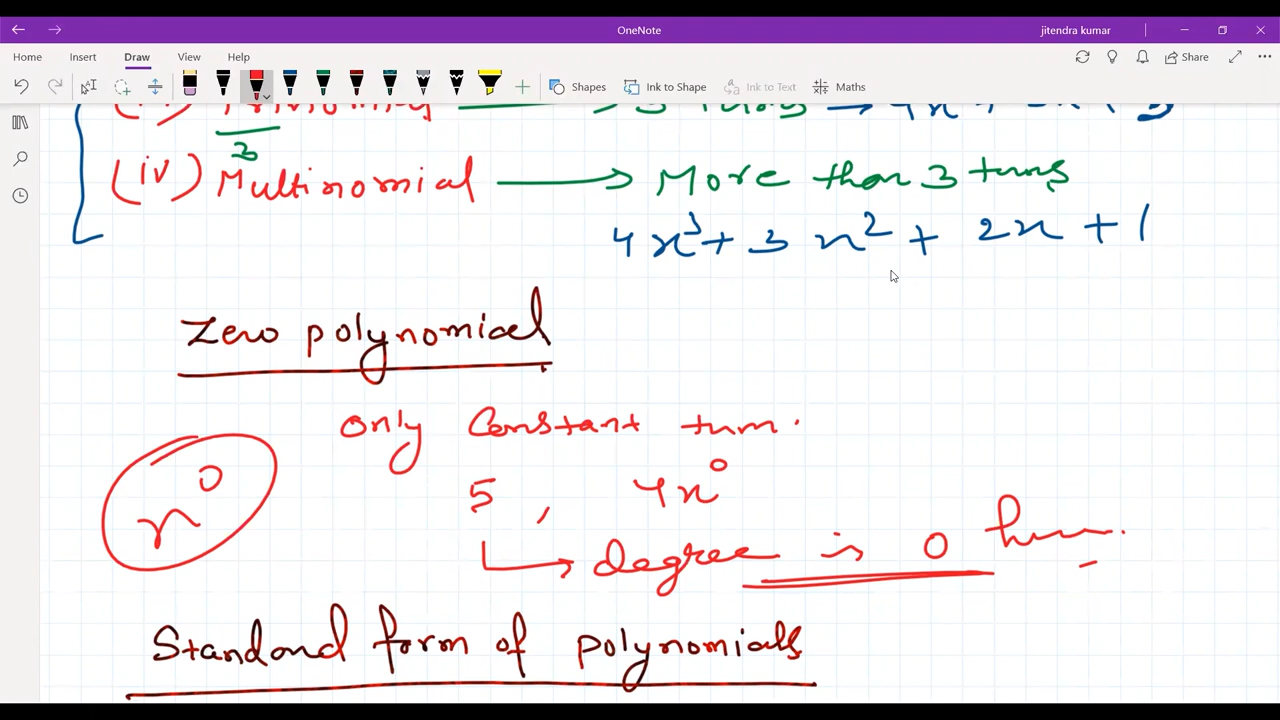 OneNote
jitendra kumar
Home Insert Draw View Help
Share
Shapes Ink to Shape Ink to Text Maths
(iv) Multinomial → More than 3 terms
4x³ + 3x² + 2x + 1
Zero polynomial
only Constant term.
x⁰
5 , 4x⁰
↳ degree is 0 here.
Standard form of polynomials